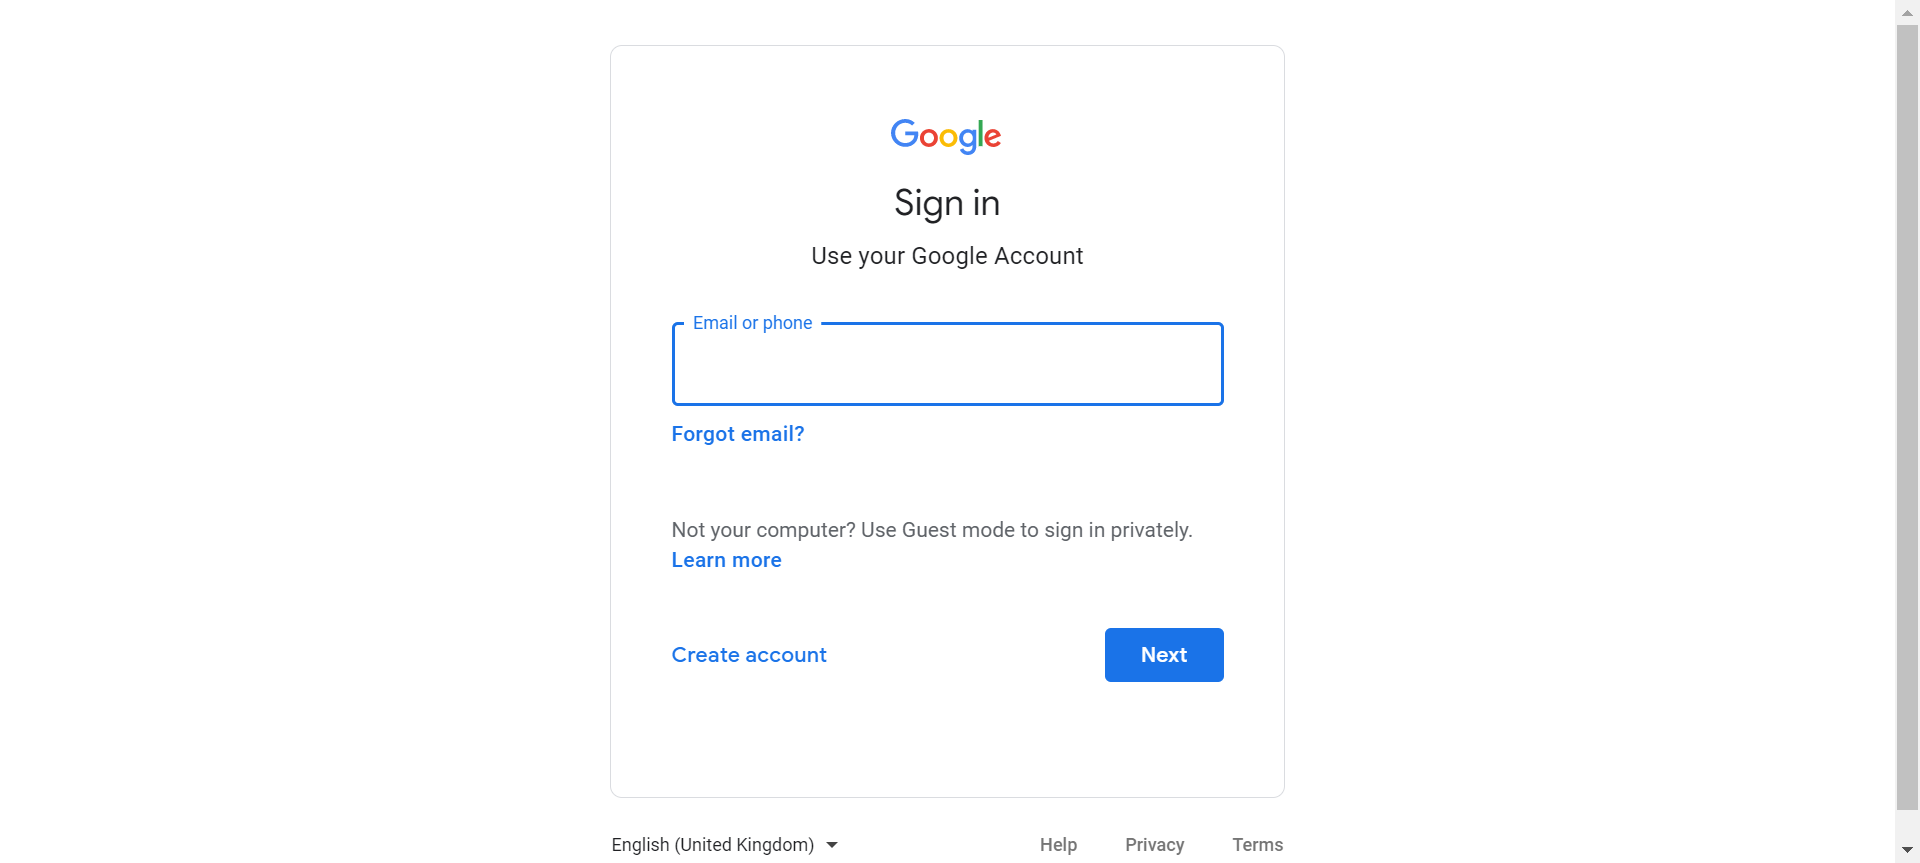 Google
Sign in
Use your Google Account
Email or phone
Forgot email?
Not your computer? Use Guest mode to sign in privately.
Learn more
Create account
Next
English (United Kingdom)
Help
Privacy
Terms